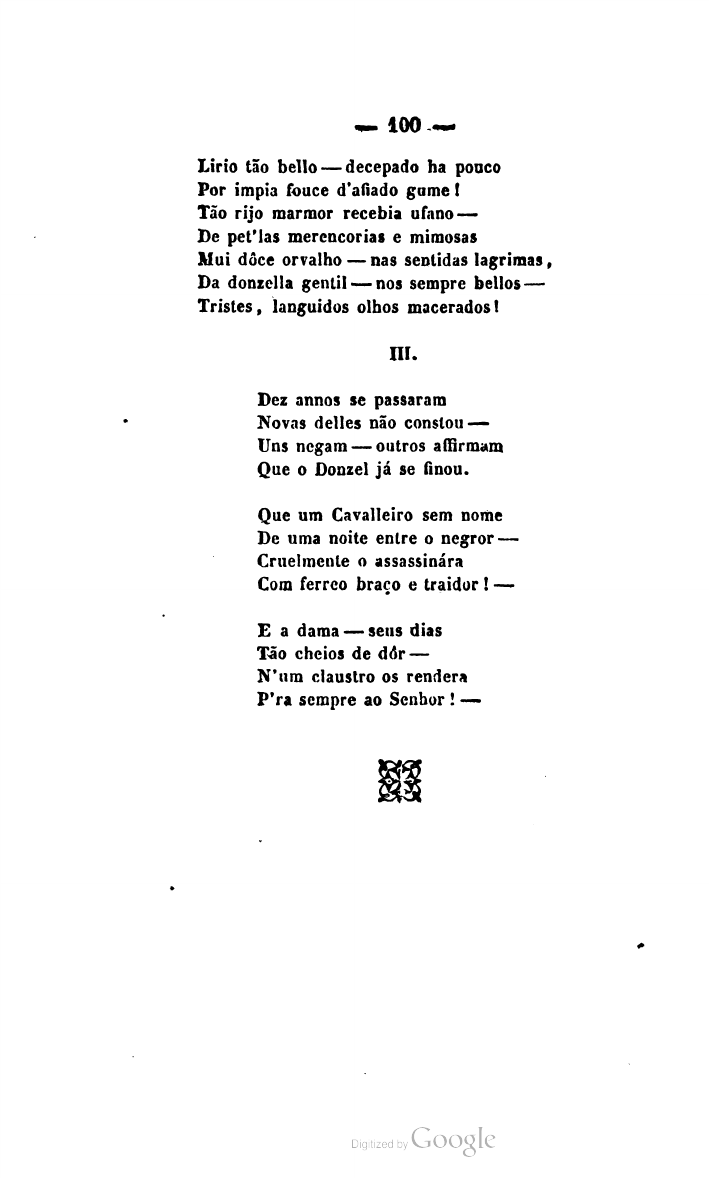 — 100 —
Lirio tão bello — decepado ha pouco
Por impia fouce d'afiado gume!
Tão rijo marmor recebia ufano —
De pet'las merencorias e mimosas
Mui dôce orvalho — nas sentidas lagrimas,
Da donzella gentil — nos sempre bellos —
Tristes, languidos olhos macerados!
III.
Dez annos se passaram
Novas delles não constou —
Uns negam — outros affirmam
Que o Donzel já se finou.
Que um Cavalleiro sem nome
De uma noite entre o negror —
Cruelmente o assassinára
Com ferreo braço e traidor! —
E a dama — seus dias
Tão cheios de dôr —
N'um claustro os rendera
P'ra sempre ao Senhor! —
Digitized by Google